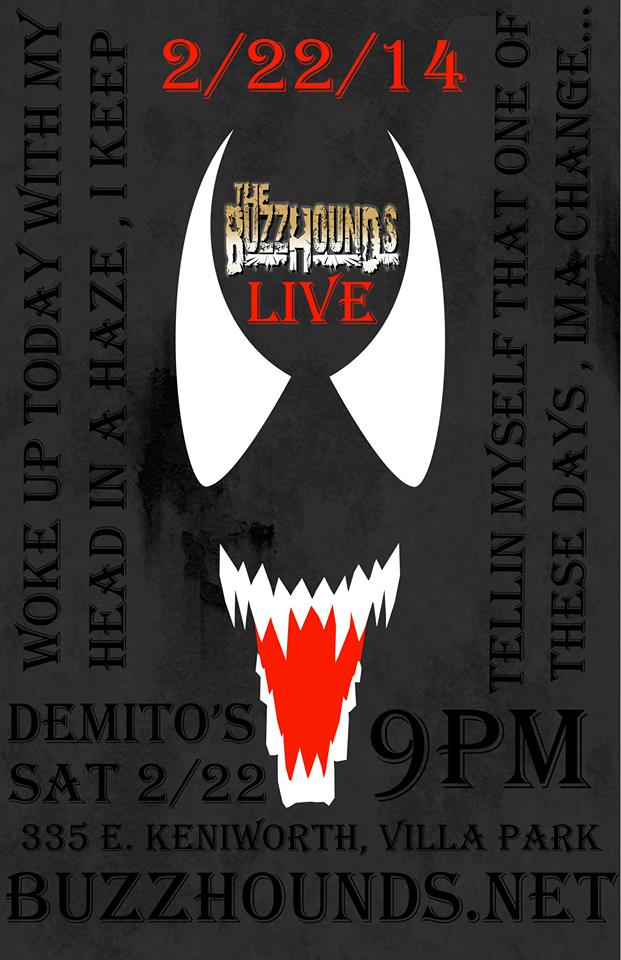 2/22/14
THE
BUZZHOUNDS
LIVE
WOKE UP TODAY WITH MY
HEAD IN A HAZE , I KEEP
TELLIN MYSELF THAT ONE OF
THESE DAYS , IMA CHANGE...
DEMITO'S
SAT 2/22
9PM
335 E. KENIWORTH, VILLA PARK
BUZZHOUNDS.NET